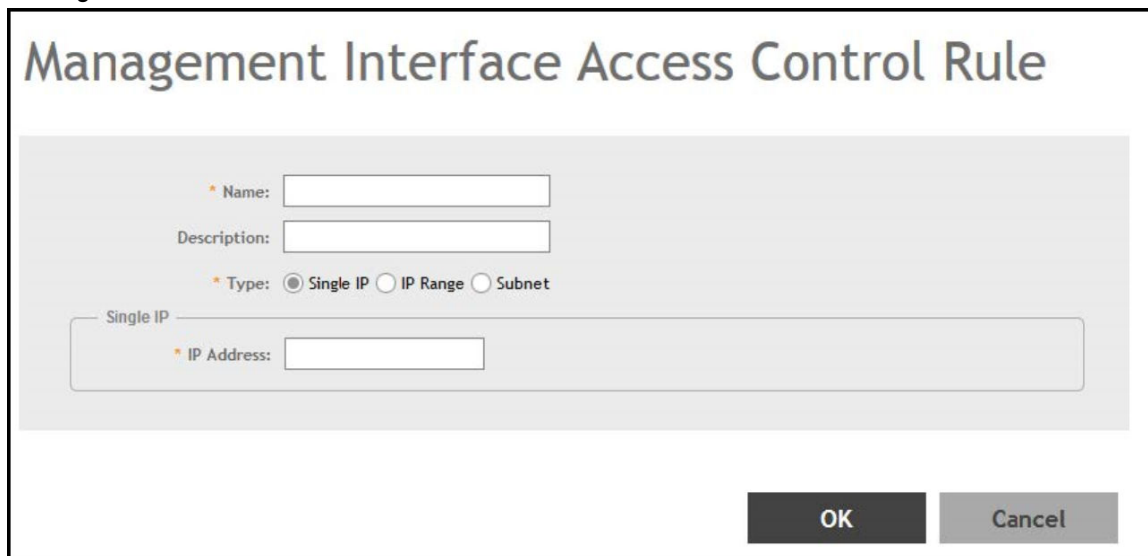 Management Interface Access Control Rule
* Name:
Description:
* Type: Single IP IP Range Subnet
Single IP
* IP Address:
OK Cancel